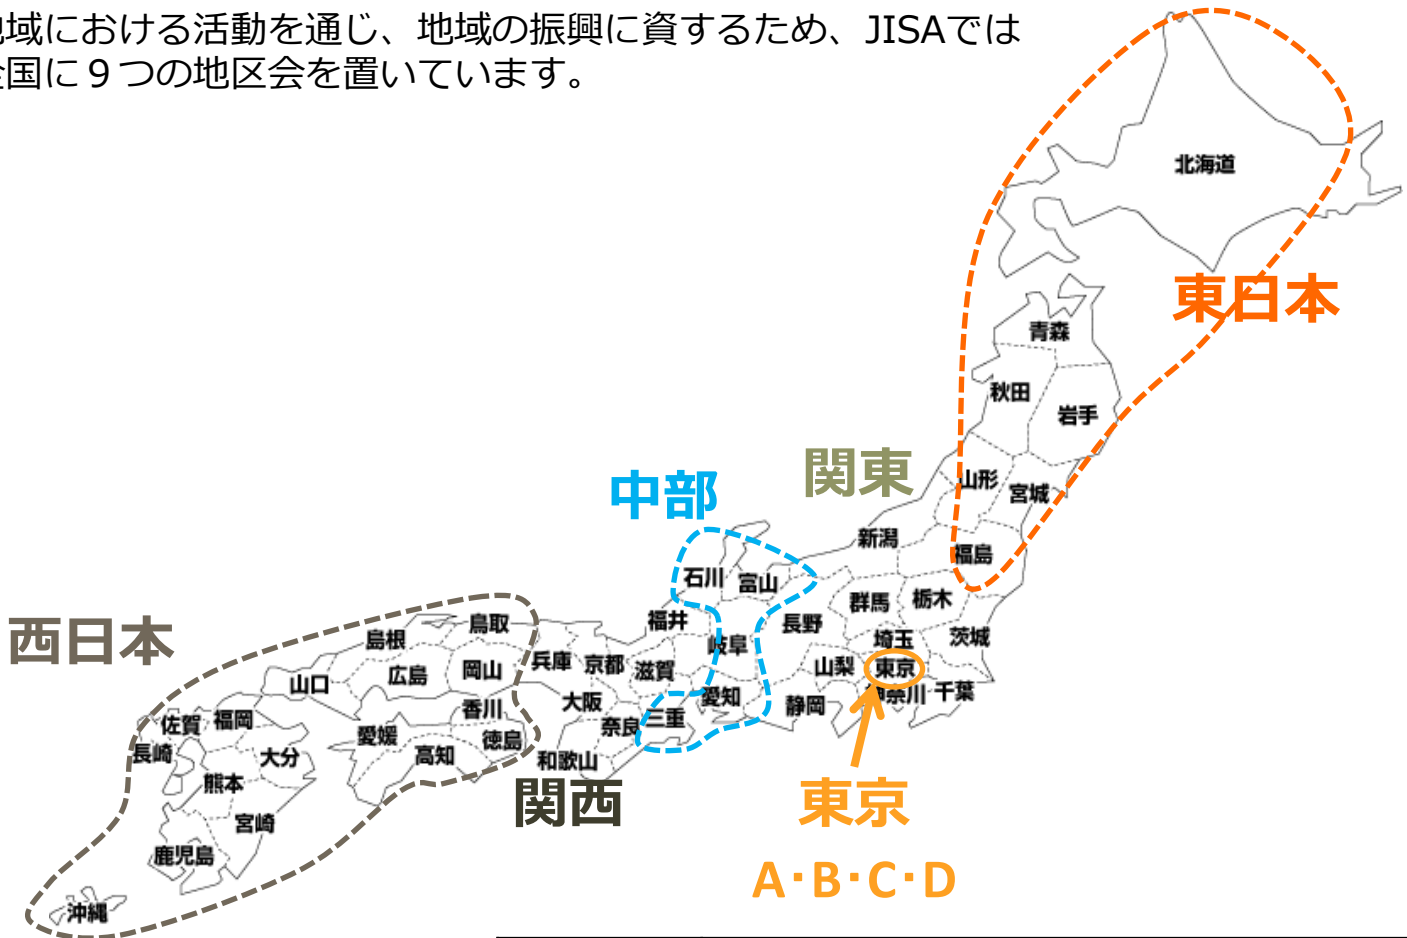 地域における活動を通じ、地域の振興に資するため、JISAでは
全国に９つの地区会を置いています。
北海道
東日本
青森
秋田
岩手
関東
中部
山形
宮城
新潟
福島
石川
富山
群馬
栃木
西日本
鳥取
福井
長野
茨城
島根
岐阜
埼玉
兵庫
京都
滋賀
山梨
東京
岡山
広島
山口
神奈川
千葉
大阪
愛知
静岡
香川
三重
佐賀
福岡
奈良
愛媛
徳島
長崎
大分
高知
和歌山
熊本
関西
東京
宮崎
鹿児島
A･B･C･D
沖縄